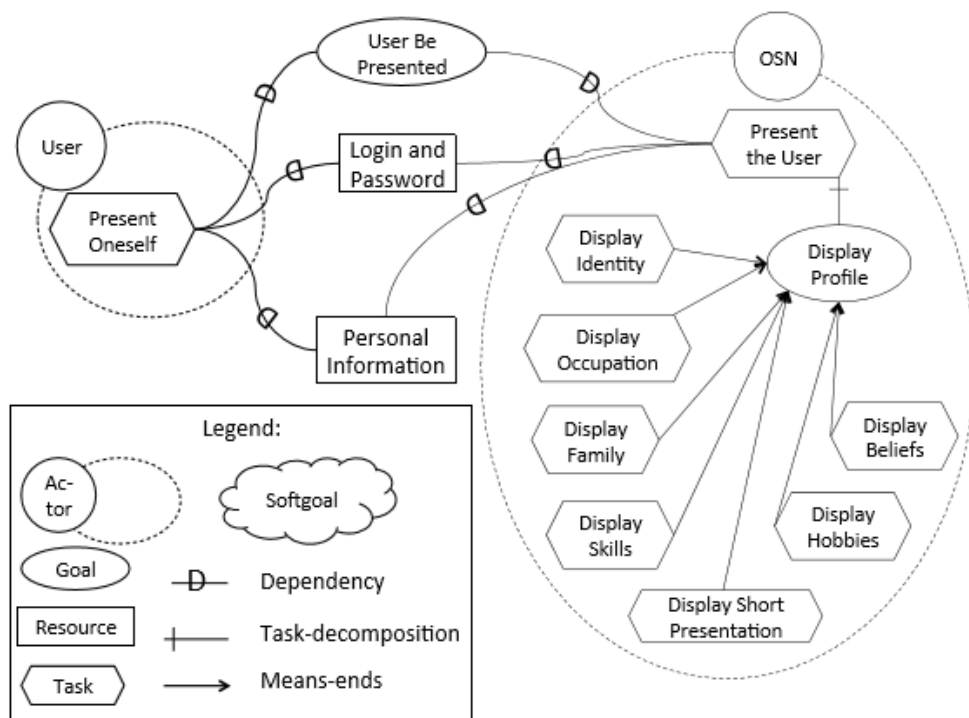 User Be
Presented
OSN
User
Login and
Password
Present
the User
Present
Oneself
Display
Identity
Display
Profile
Personal
Information
Display
Occupation
Legend:
Display
Family
Display
Beliefs
Ac-
tor
Softgoal
Display
Skills
Display
Hobbies
Goal
D
Dependency
Display Short
Presentation
Resource
Task-decomposition
Task
Means-ends